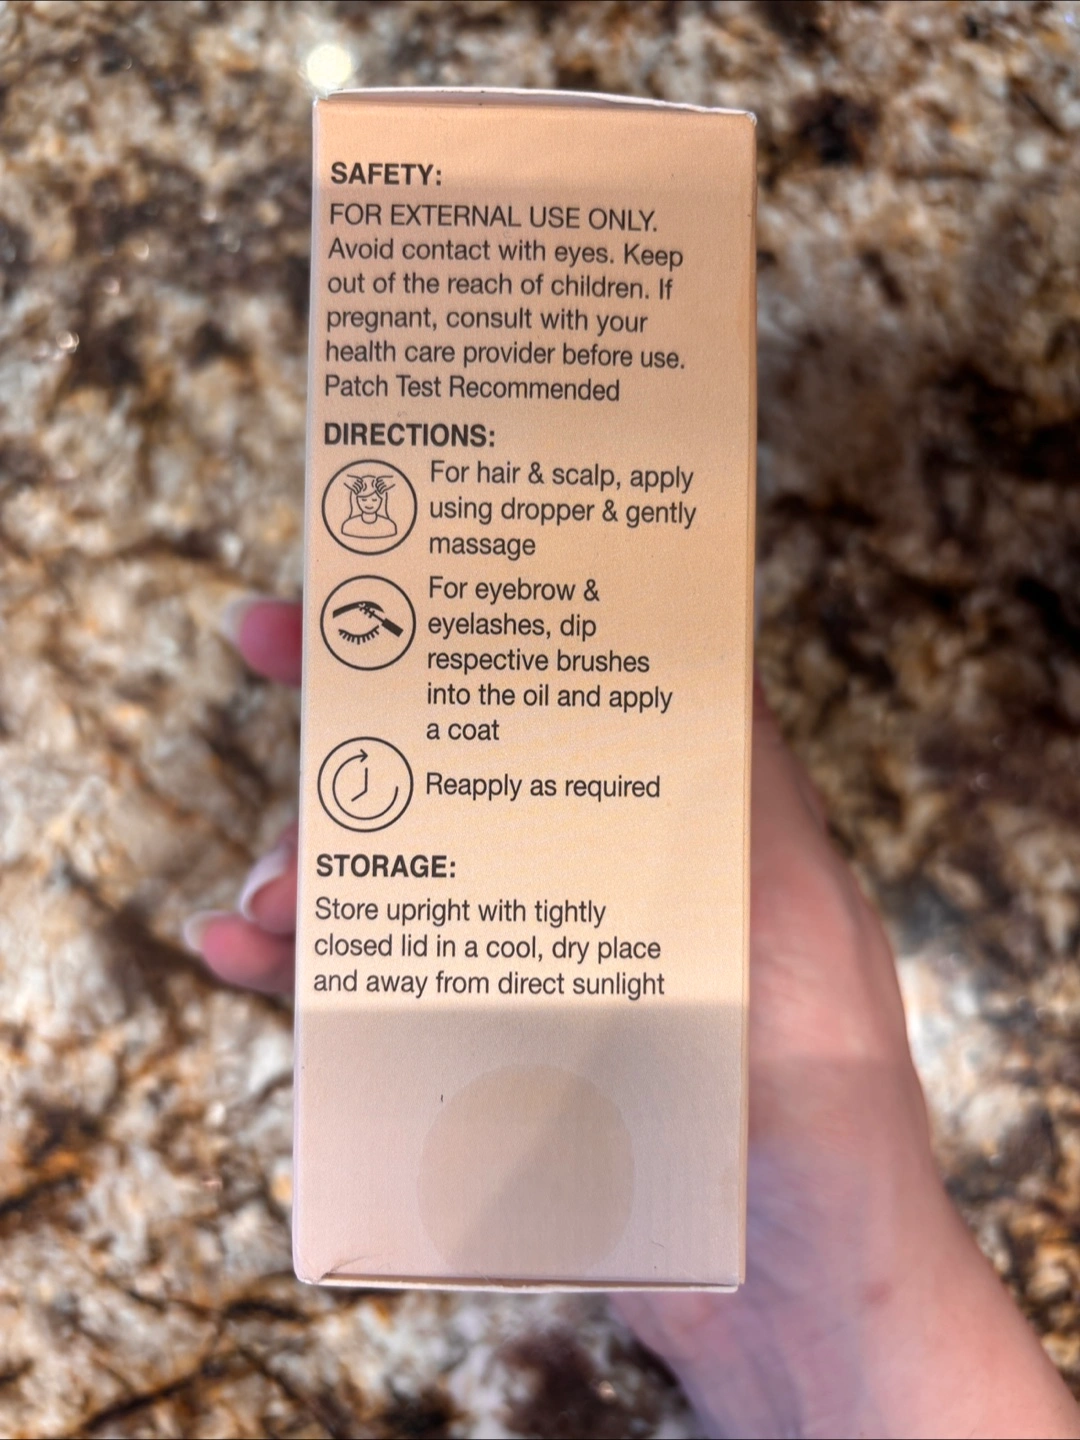 SAFETY:
FOR EXTERNAL USE ONLY.
Avoid contact with eyes. Keep
out of the reach of children. If
pregnant, consult with your
health care provider before use.
Patch Test Recommended
DIRECTIONS:
For hair & scalp, apply
using dropper & gently
massage
For eyebrow &
eyelashes, dip
respective brushes
into the oil and apply
a coat
Reapply as required
STORAGE:
Store upright with tightly
closed lid in a cool, dry place
and away from direct sunlight